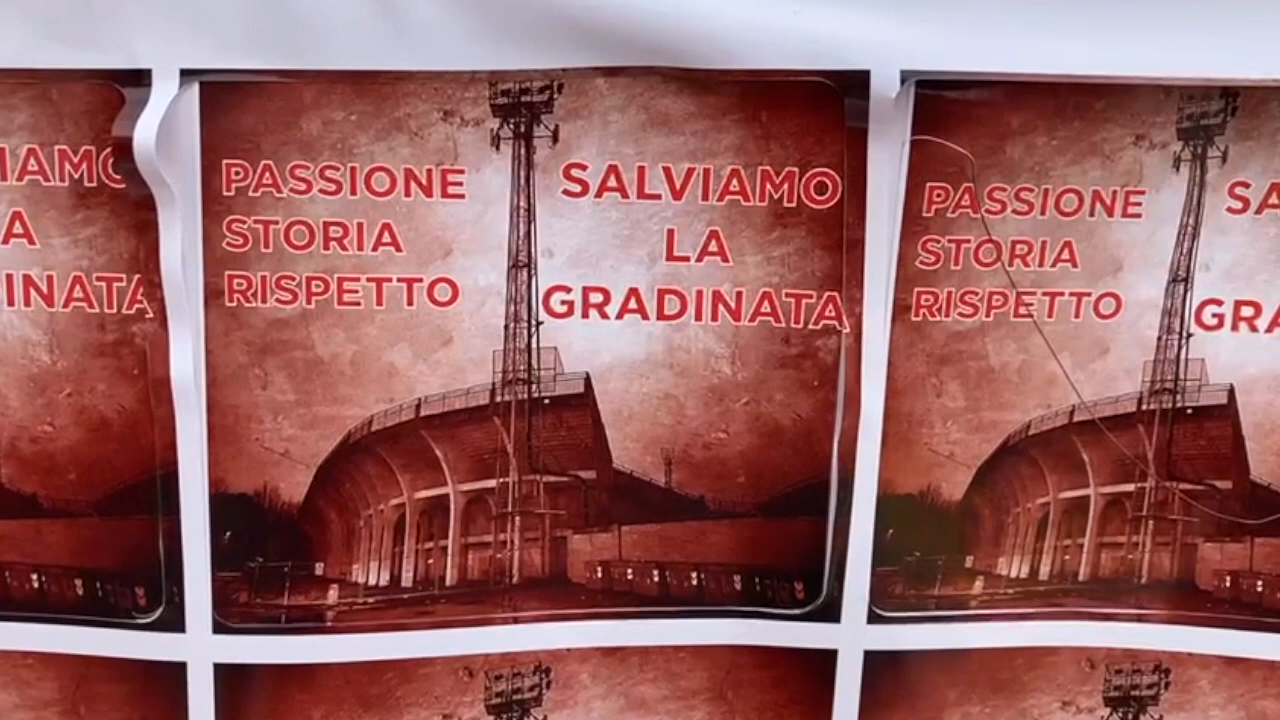 PASSIONE
STORIA
RISPETTO
SALVIAMO
LA
GRADINATA
PASSIONE
STORIA
RISPETTO